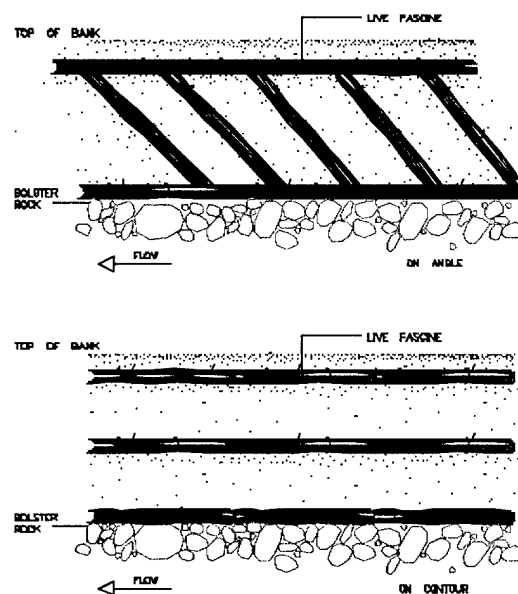 LIVE FASCINE
TOP OF BANK
BOLSTER
ROCK
FLOW
ON ANGLE
LIVE FASCINE
TOP OF BANK
BOLSTER
ROCK
FLOW
ON CONTOUR